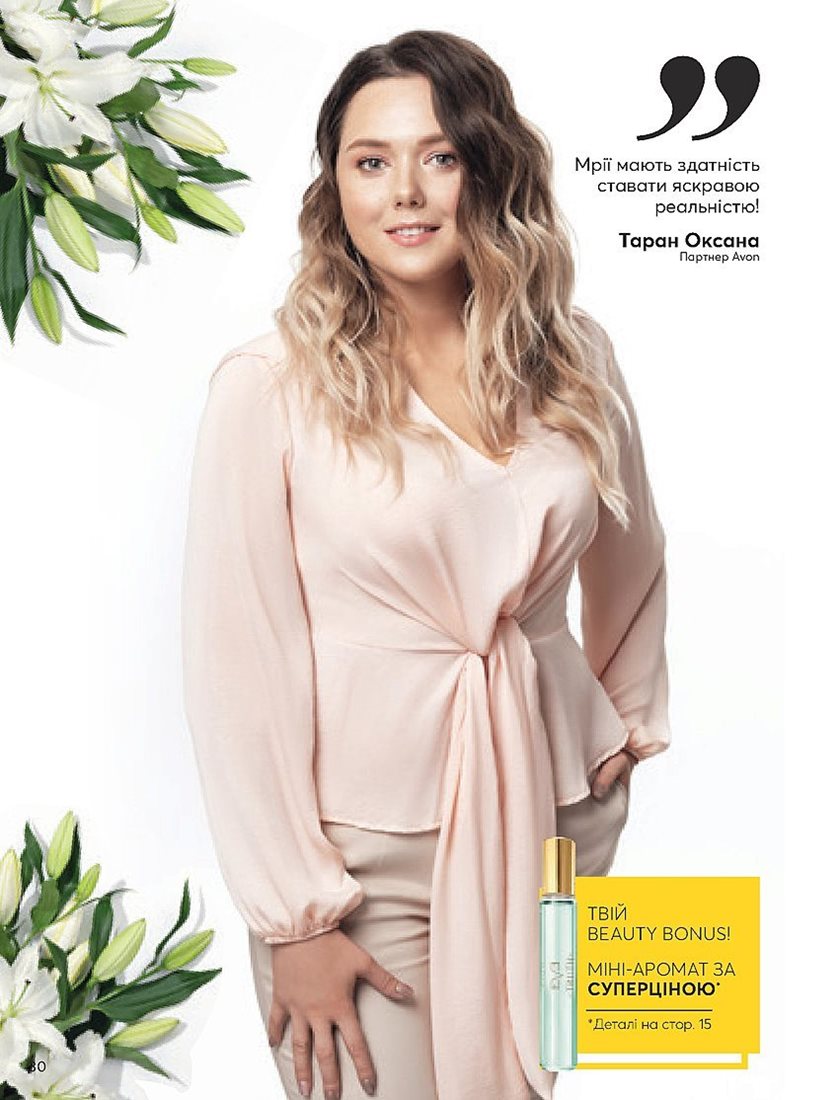 Мрії мають здатність
ставати яскравою
реальністю!
Таран Оксана
Партнер Avon
ТВІЙ
BEAUTY BONUS!
МІНІ-АРОМАТ ЗА
СУПЕРЦІНОЮ*
*Деталі на стор. 15